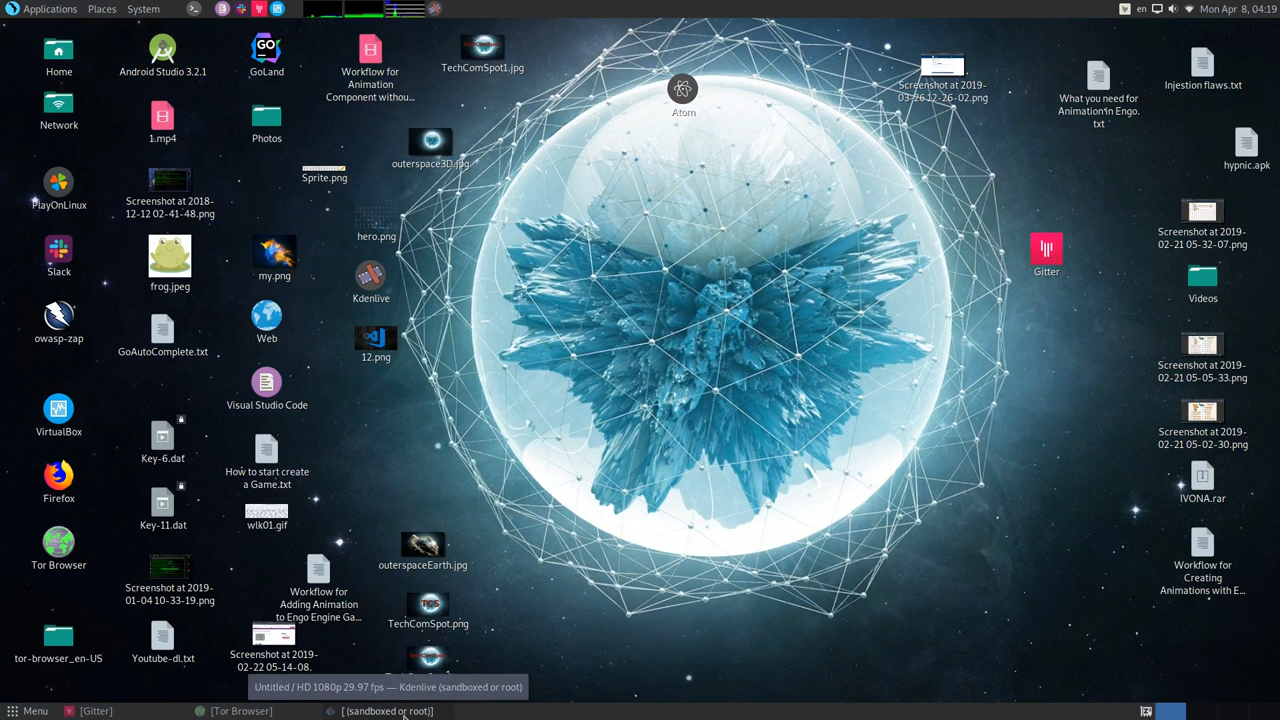 Applications Places System
en Mon Apr 8, 04:19
Home
Android Studio 3.2.1
GO
GoLand
Workflow for
Animation
Component withou...
TechComSpot1.jpg
Atom
Screenshot at 2019-
03-26 12-26-02.png
What you need for
Animation in Engo.
txt
Injestion flaws.txt
Network
1.mp4
Photos
outerspace3D.jpg
hypnic.apk
Sprite.png
PlayOnLinux
Screenshot at 2018-
12-12 02-41-48.png
hero.png
Screenshot at 2019-
02-21 05-32-07.png
Slack
frog.jpeg
my.png
Kdenlive
Gitter
Videos
owasp-zap
GoAutoComplete.txt
Web
12.png
Screenshot at 2019-
02-21 05-05-33.png
VirtualBox
Visual Studio Code
Screenshot at 2019-
02-21 05-02-30.png
Key-6.dat
How to start create
a Game.txt
Firefox
IVONA.rar
Key-11.dat
wlk01.gif
Tor Browser
Screenshot at 2019-
01-04 10-33-19.png
Workflow for
Adding Animation
to Engo Engine Ga...
outerspaceEarth.jpg
Workflow for
Creating
Animations with E...
TCS
TechComSpot.png
tor-browser_en-US
Youtube-dl.txt
Screenshot at 2019-
02-22 05-14-08.
Untitled / HD 1080p 29.97 fps — Kdenlive (sandboxed or root)
Menu [Gitter] [Tor Browser] [ (sandboxed or root)]